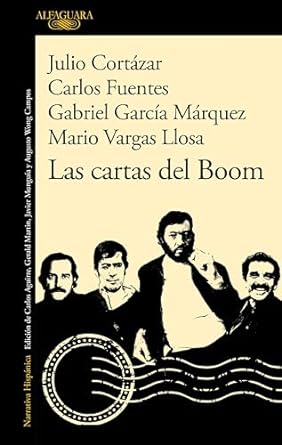 ALFAGUARA
Julio Cortázar
Carlos Fuentes
Gabriel García Márquez
Mario Vargas Llosa
Las cartas del Boom
Narrativa Hispánica
Edición de Carlos Aguirre, Gerald Martin, Javier Munguía y Augusto Wong Campos